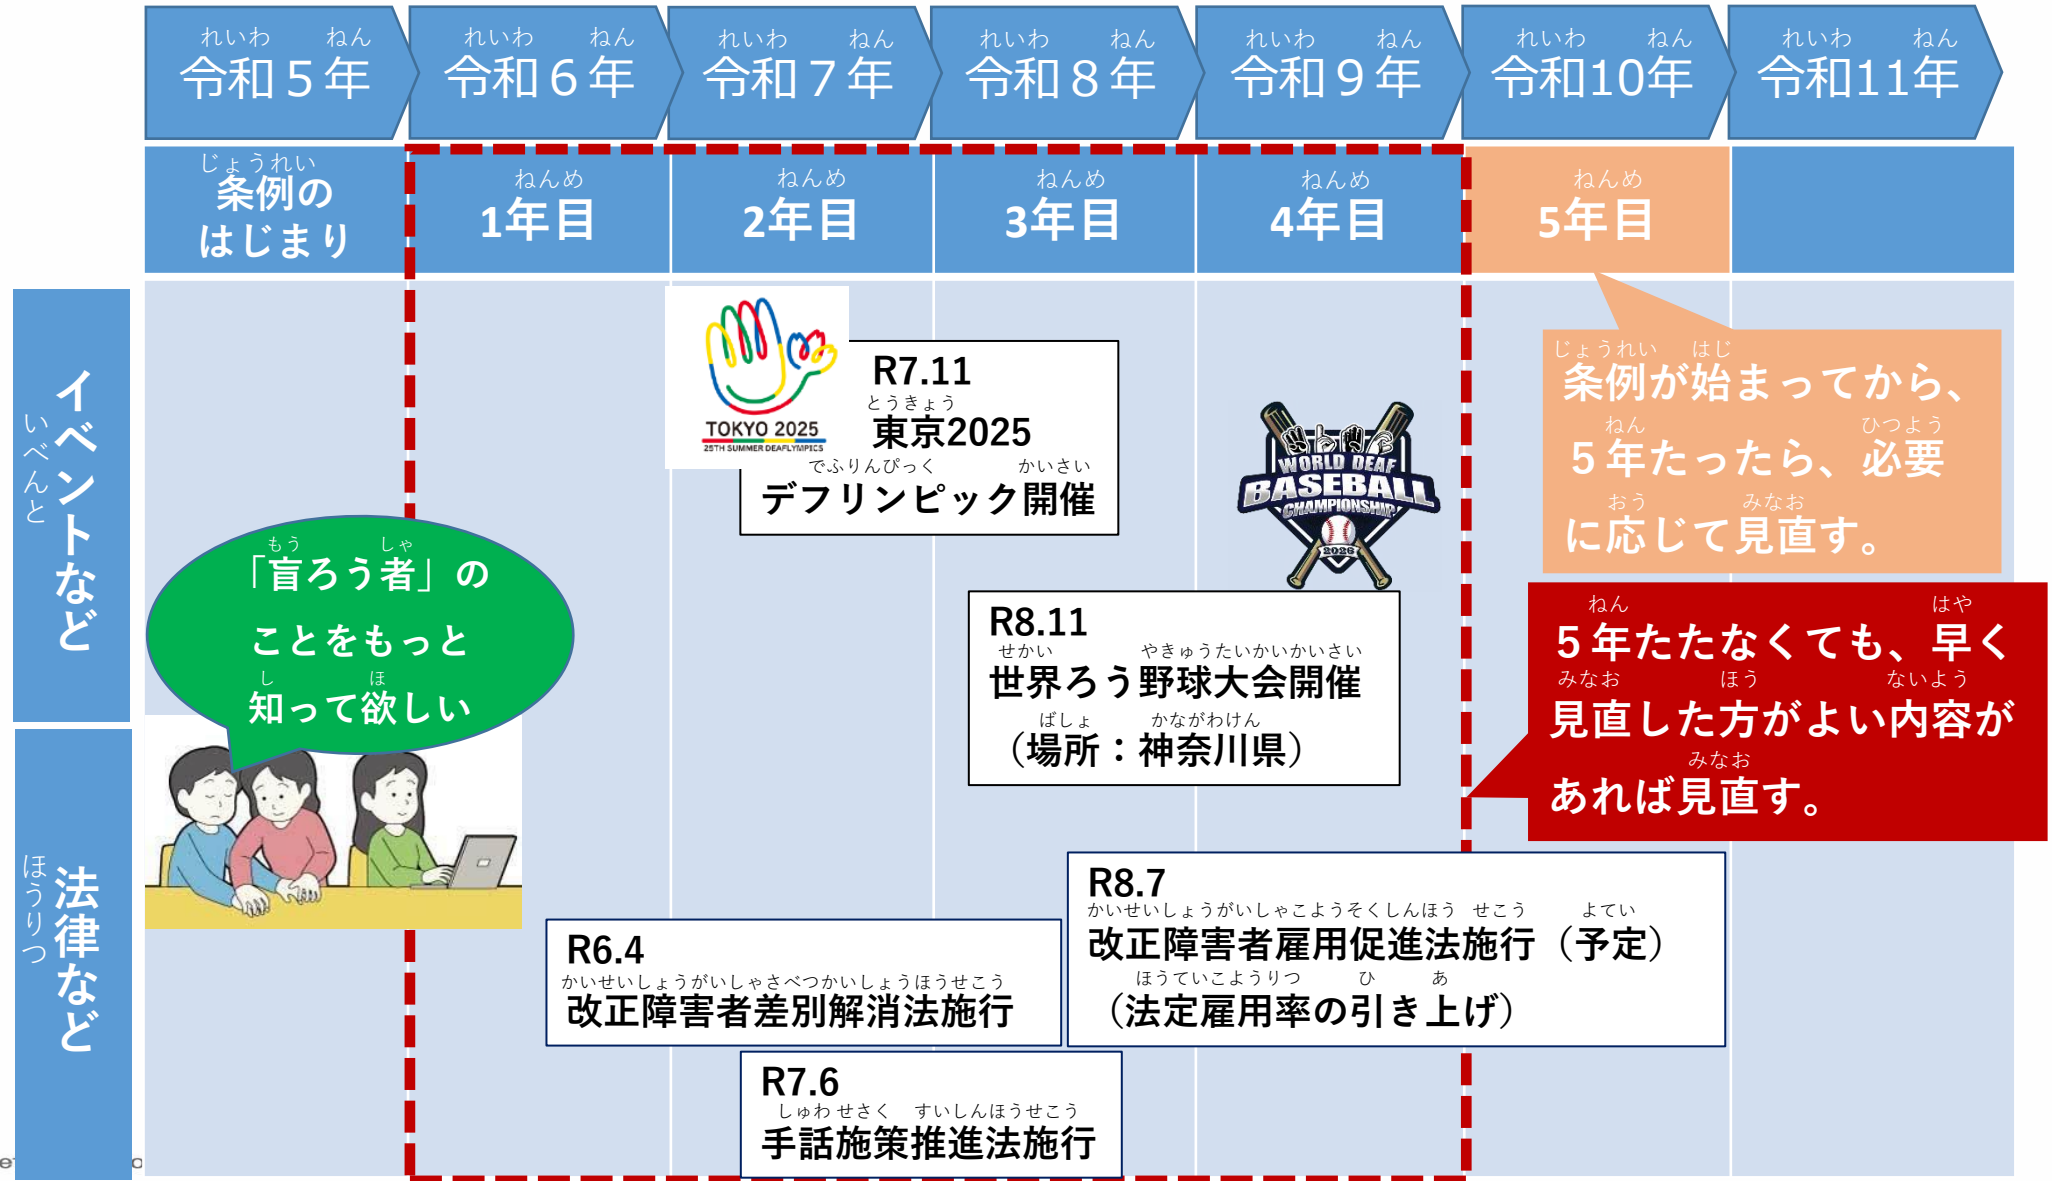 れいわ ねん
令和５年
れいわ ねん
令和６年
れいわ ねん
令和７年
れいわ ねん
令和８年
れいわ ねん
令和９年
れいわ ねん
令和10年
れいわ ねん
令和11年
じょうれい
条例の
はじまり
ねんめ
1年目
ねんめ
2年目
ねんめ
3年目
ねんめ
4年目
ねんめ
5年目
イベントなど
いべんと
TOKYO 2025
25TH SUMMER DEAFLYMPICS
R7.11
とうきょう
東京2025
でふりんぴっく かいさい
デフリンピック開催
WORLD DEAF
BASEBALL
CHAMPIONSHIP
2026
R8.11
せかい やきゅうたいかいかいさい
世界ろう野球大会開催
ばしょ かながわけん
（場所：神奈川県）
じょうれい はじ
条例が始まってから、
ねん ひつよう
５年たったら、必要
おう みなお
に応じて見直す。
ねん はや
５年たたなくても、早く
みなお ほう ないよう
見直した方がよい内容が
みなお
あれば見直す。
もう しゃ
「盲ろう者」の
ことをもっと
し ほ
知って欲しい
法律など
ほうりつ
R6.4
かいせいしょうがいしゃさべつかいしょうほうせこう
改正障害者差別解消法施行
R7.6
しゅわ せさく すいしんほうせこう
手話施策推進法施行
R8.7
かいせいしょうがいしゃこようそくしんほう せこう よてい
改正障害者雇用促進法施行（予定）
ほうていこようりつ ひ あ
（法定雇用率の引き上げ）